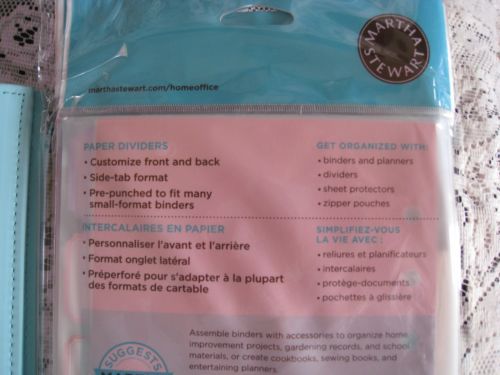 MARTHA
STEWART
marthastewart.com/homeoffice
PAPER DIVIDERS
• Customize front and back
• Side-tab format
• Pre-punched to fit many
small-format binders
GET ORGANIZED WITH:
• binders and planners
• dividers
• sheet protectors
• zipper pouches
INTERCALAIRES EN PAPIER
• Personnaliser l'avant et l'arrière
• Format onglet latéral
• Préperforé pour s'adapter à la plupart
des formats de cartable
SIMPLIFIEZ-VOUS
LA VIE AVEC :
• reliures et planificateurs
• intercalaires
• protège-documents
• pochettes à glissière
Assemble binders with accessories to organize home
improvement projects, gardening records, and school
materials, or create cookbooks, sewing books, and
entertaining planners.
SUGGESTS